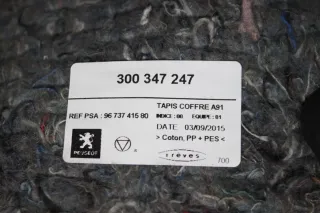 300 347 247
TAPIS COFFRE A91
REF PSA : 96 737 415 80
INDICE : 00 EQUIPE : 01
DATE 03/09/2015
> Coton, PP + PES <
PEUGEOT
treves
700